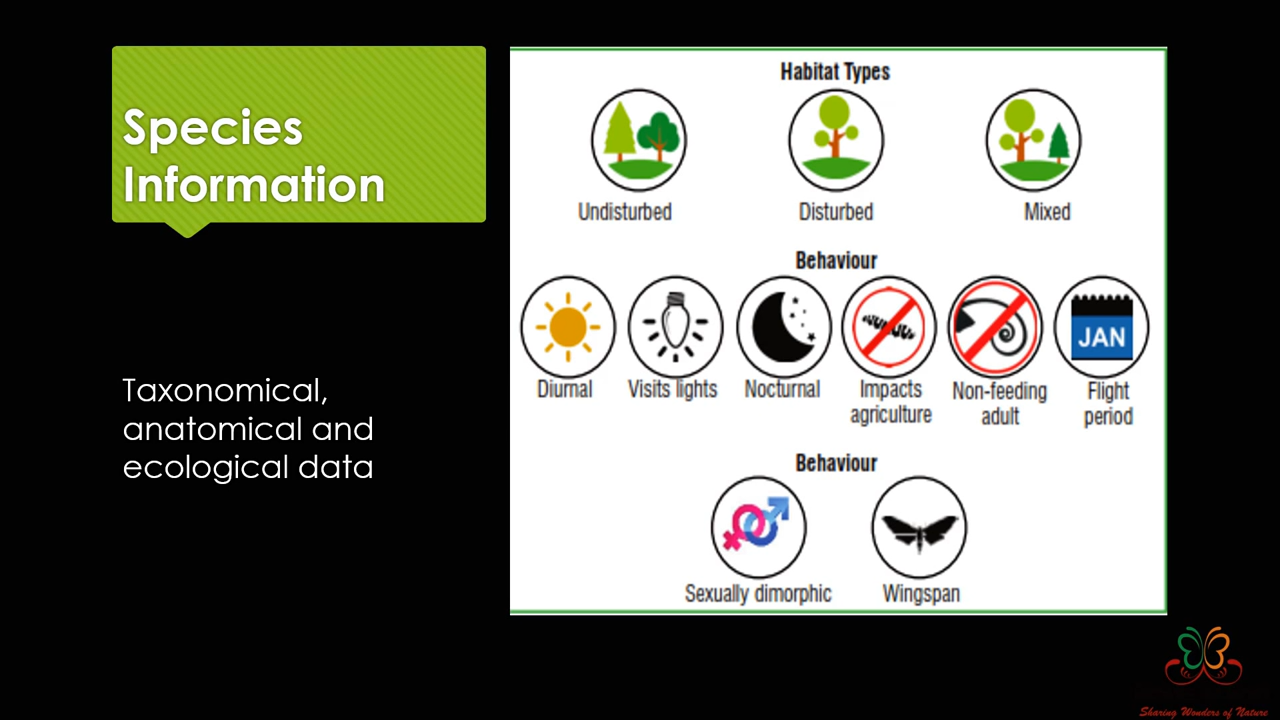 Species
Information
Taxonomical,
anatomical and
ecological data
Habitat Types
Undisturbed
Disturbed
Mixed
Behaviour
JAN
Diurnal
Visits lights
Nocturnal
Impacts
agriculture
Non-feeding
adult
Flight
period
Behaviour
Sexually dimorphic
Wingspan
Sharing Wonders of Nature